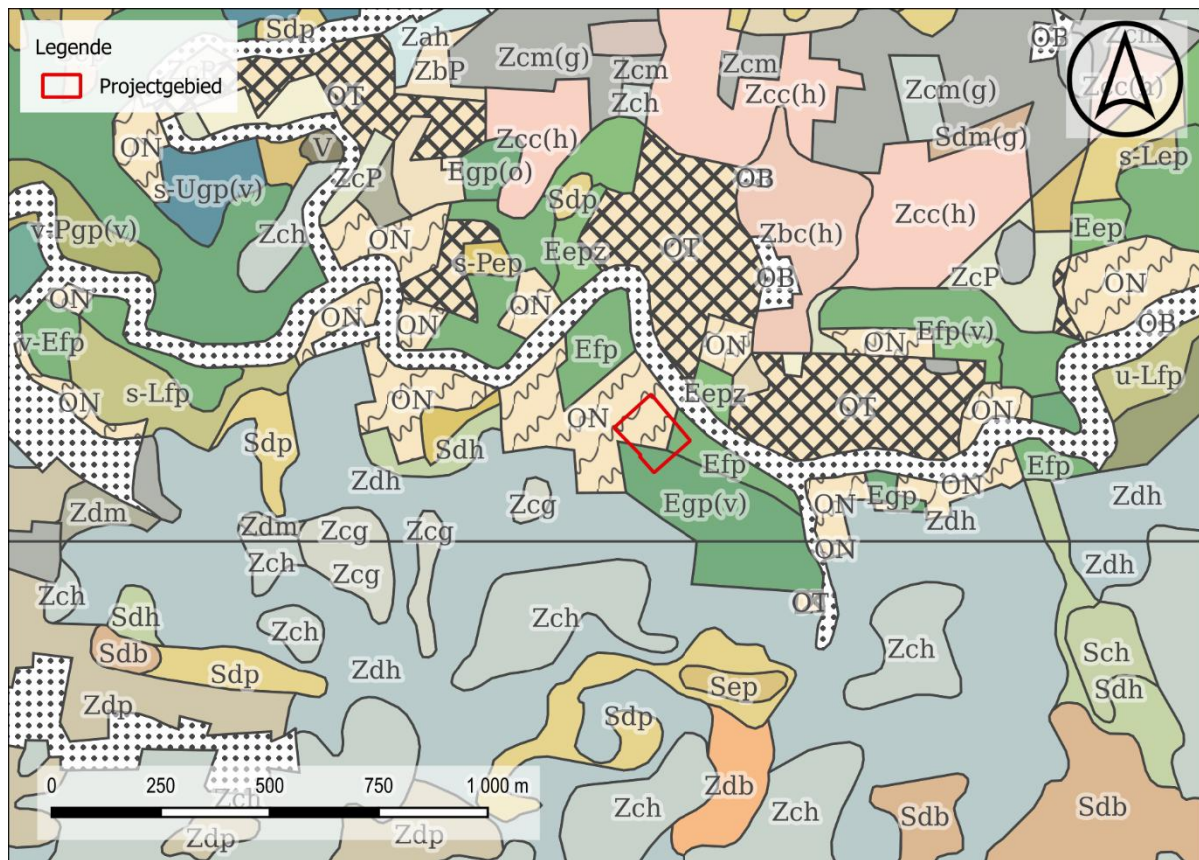 Sdp
Zah
Legende
Projectgebied
ZbP
Zcm(g)
Zcm
Zch
Zcm
Zcc(h)
Zcm(g)
OB
Zcm
Zcc(h)
Sdm(g)
OT
ON
V
s-Ugp(v)
ZcP
Zch
Zcc(h)
Egp(o)
Sdp
OB
s-Lep
v-Pgp(v)
ON
s-Pep
Eepz
OT
Zbc(h)
Zcc(h)
Eep
OB
ZcP
ON
ON
ON
ON
ON
v-Efp
Efp
ON
ON
Efp(v)
OB
ON
s-Lfp
ON
ON
Eepz
OT
ON
u-Lfp
Sdp
Sdh
Zdh
Efp
Egp(v)
ON
Egp
ON
Zdh
Efp
Zdh
Zdm
Zdm
Zcg
Zcg
Zcg
ON
Zch
Zcg
Zch
Zdh
Zch
OT
Sdh
Zch
Zch
Zch
Sch
Sdb
Sdp
Zdh
Sep
Sdh
Zdp
Sdp
Zdb
0 250 500 750 1000 m
Zch
Zch
Zch
Sdb
Sdb
Zdp
Zdp